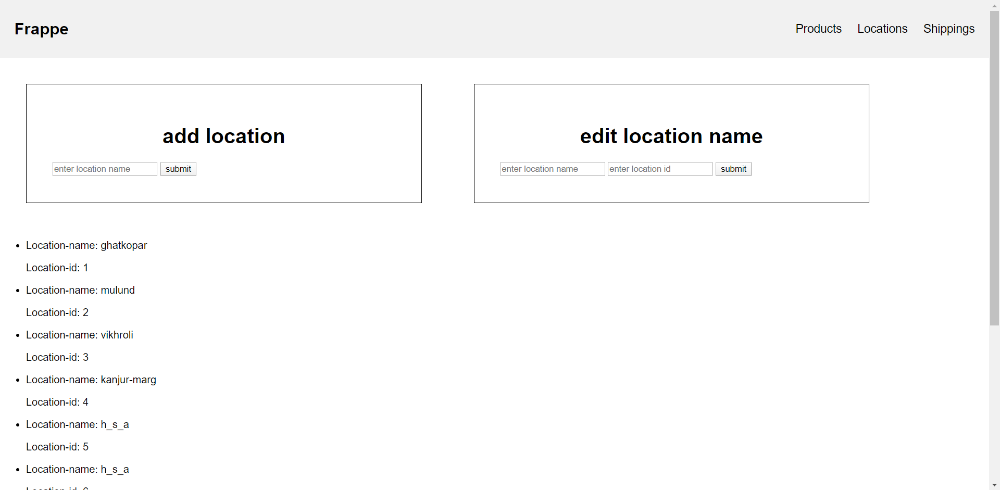 Frappe
Products Locations Shippings
add location
enter location name submit
edit location name
enter location name enter location id submit
Location-name: ghatkopar
Location-id: 1
Location-name: mulund
Location-id: 2
Location-name: vikhroli
Location-id: 3
Location-name: kanjur-marg
Location-id: 4
Location-name: h_s_a
Location-id: 5
Location-name: h_s_a